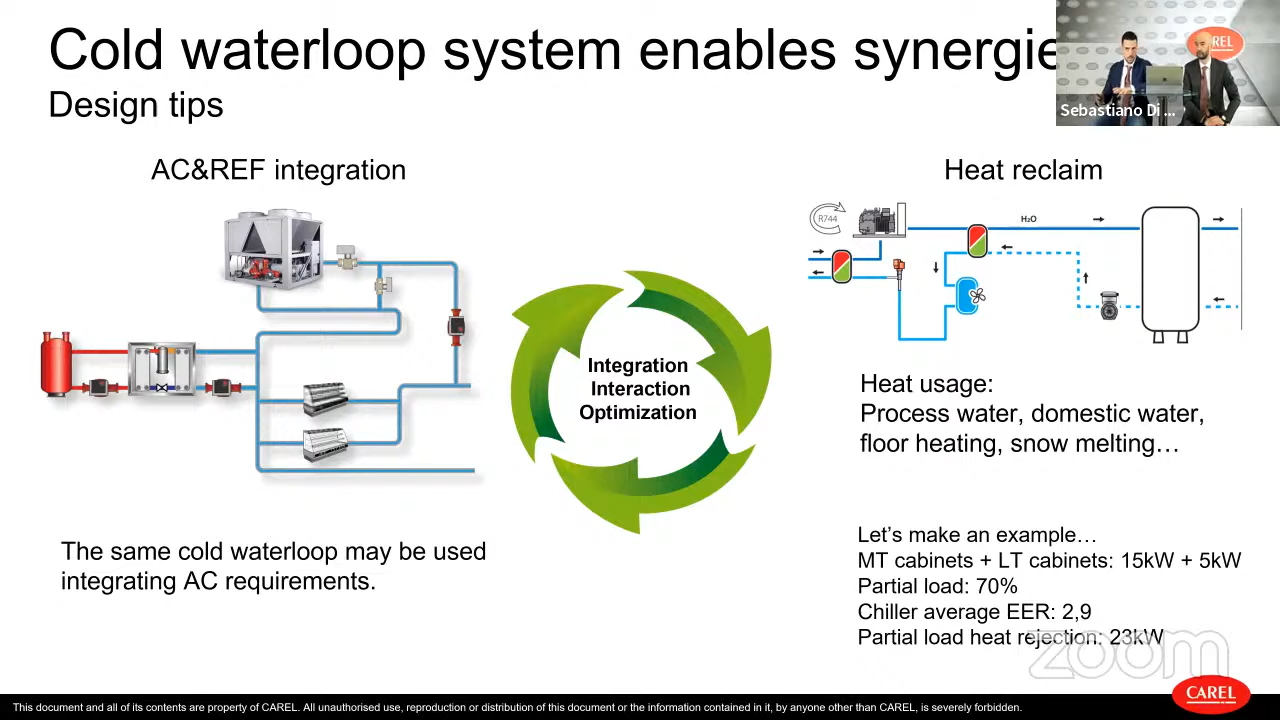 Cold waterloop system enables synergie
Design tips
CAREL
Sebastiano Di ...
AC&REF integration
Heat reclaim
R744
H₂O
Integration
Interaction
Optimization
Heat usage:
Process water, domestic water,
floor heating, snow melting…
The same cold waterloop may be used
integrating AC requirements.
Let's make an example…
MT cabinets + LT cabinets: 15kW + 5kW
Partial load: 70%
Chiller average EER: 2,9
Partial load heat rejection: 23kW
zoom
CAREL
This document and all of its contents are property of CAREL. All unauthorised use, reproduction or distribution of this document or the information contained in it, by anyone other than CAREL, is severely forbidden.